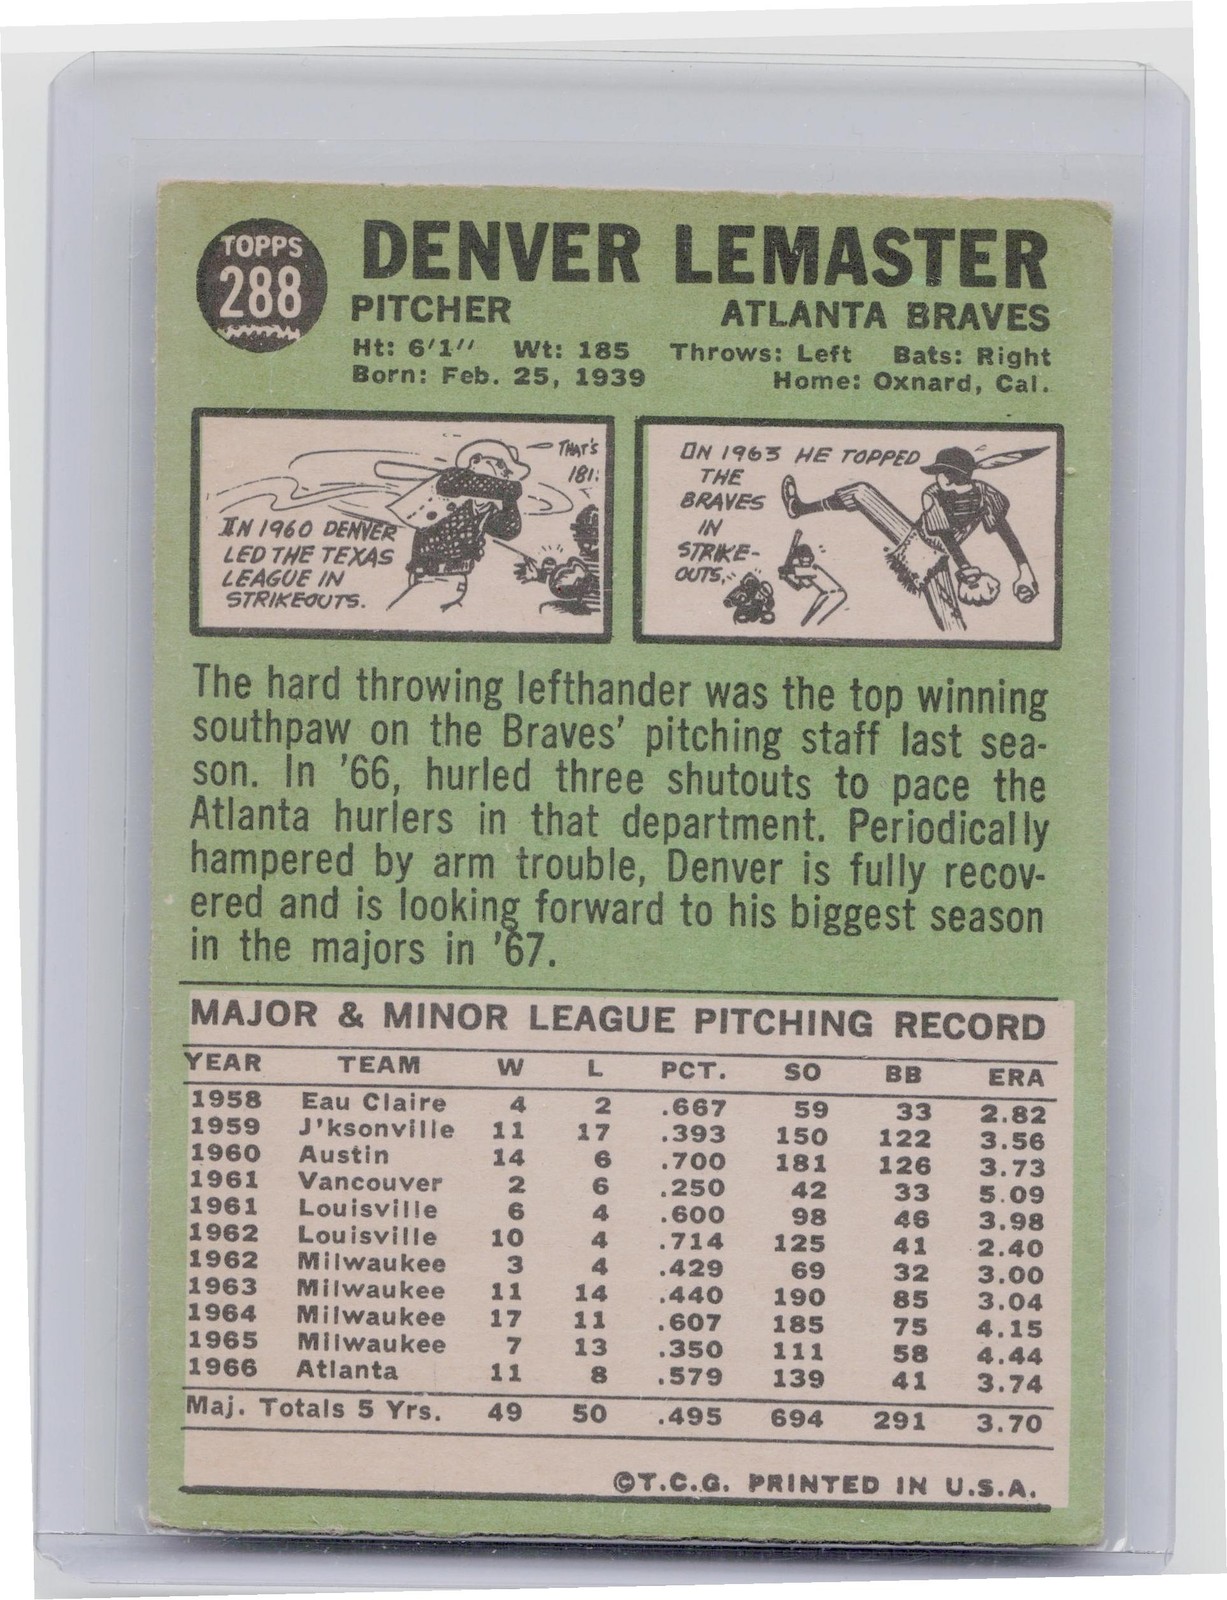 TOPPS
288
DENVER LEMASTER
PITCHER ATLANTA BRAVES
Ht: 6'1'' Wt: 185 Throws: Left Bats: Right
Born: Feb. 25, 1939 Home: Oxnard, Cal.
THAT'S
181!
IN 1960 DENVER
LED THE TEXAS
LEAGUE IN
STRIKEOUTS.
IN 1963 HE TOPPED
THE
BRAVES
IN
STRIKE-
OUTS.
The hard throwing lefthander was the top winning
southpaw on the Braves' pitching staff last sea-
son. In '66, hurled three shutouts to pace the
Atlanta hurlers in that department. Periodically
hampered by arm trouble, Denver is fully recov-
ered and is looking forward to his biggest season
in the majors in '67.
MAJOR & MINOR LEAGUE PITCHING RECORD
YEAR TEAM W L PCT. SO BB ERA
1958 Eau Claire 4 2 .667 59 33 2.82
1959 J'ksonville 11 17 .393 150 122 3.56
1960 Austin 14 6 .700 181 126 3.73
1961 Vancouver 2 6 .250 42 33 5.09
1961 Louisville 6 4 .600 98 46 3.98
1962 Louisville 10 4 .714 125 41 2.40
1962 Milwaukee 3 4 .429 69 32 3.00
1963 Milwaukee 11 14 .440 190 85 3.04
1964 Milwaukee 17 11 .607 185 75 4.15
1965 Milwaukee 7 13 .350 111 58 4.44
1966 Atlanta 11 8 .579 139 41 3.74
Maj. Totals 5 Yrs. 49 50 .495 694 291 3.70
©T.C.G. PRINTED IN U.S.A.